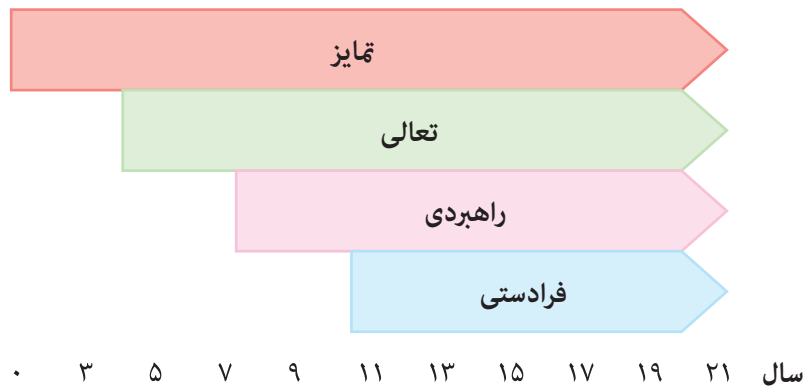 تمایز
تعالی
راهبردی
فرادستی
۰ ۳ ۵ ۷ ۹ ۱۱ ۱۳ ۱۵ ۱۷ ۱۹ ۲۱ سال